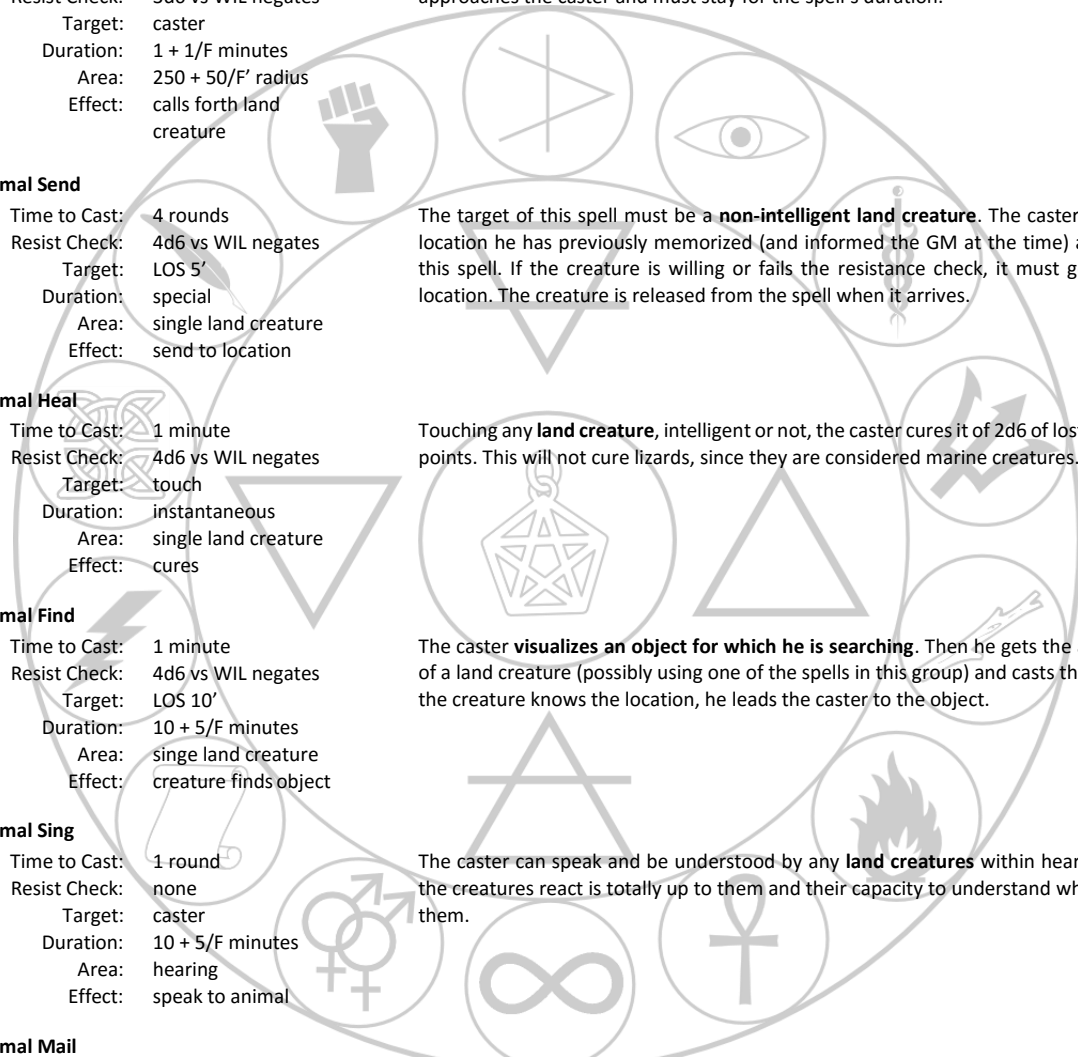 Resist Check: vs WIL negates
Target: caster
Duration: 1 + 1/F minutes
Area: 250 + 50/F’ radius
Effect: calls forth land
creature
approaches the caster and must stay for the spell’s duration.
mal Send
Time to Cast: 4 rounds
Resist Check: 4d6 vs WIL negates
Target: LOS 5’
Duration: special
Area: single land creature
Effect: send to location
The target of this spell must be a non-intelligent land creature. The caster
location he has previously memorized (and informed the GM at the time) a
this spell. If the creature is willing or fails the resistance check, it must g
location. The creature is released from the spell when it arrives.
mal Heal
Time to Cast: 1 minute
Resist Check: 4d6 vs WIL negates
Target: touch
Duration: instantaneous
Area: single land creature
Effect: cures
Touching any land creature, intelligent or not, the caster cures it of 2d6 of lost
points. This will not cure lizards, since they are considered marine creatures.
mal Find
Time to Cast: 1 minute
Resist Check: 4d6 vs WIL negates
Target: LOS 10’
Duration: 10 + 5/F minutes
Area: singe land creature
Effect: creature finds object
The caster visualizes an object for which he is searching. Then he gets the
of a land creature (possibly using one of the spells in this group) and casts th
the creature knows the location, he leads the caster to the object.
mal Sing
Time to Cast: 1 round
Resist Check: none
Target: caster
Duration: 10 + 5/F minutes
Area: hearing
Effect: speak to animal
The caster can speak and be understood by any land creatures within hear
the creatures react is totally up to them and their capacity to understand wh
them.
mal Mail